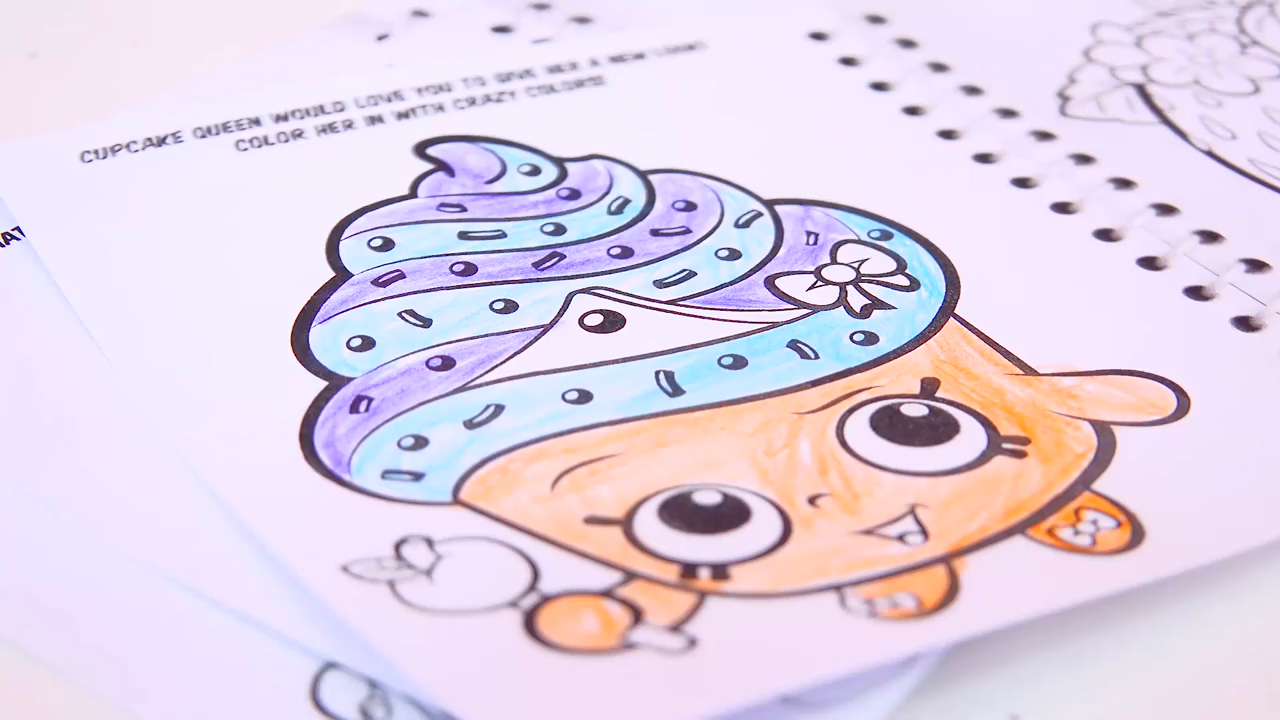 CUPCAKE QUEEN WOULD LOVE YOU TO GIVE HER A NEW LOOK!
COLOR HER IN WITH CRAZY COLORS!